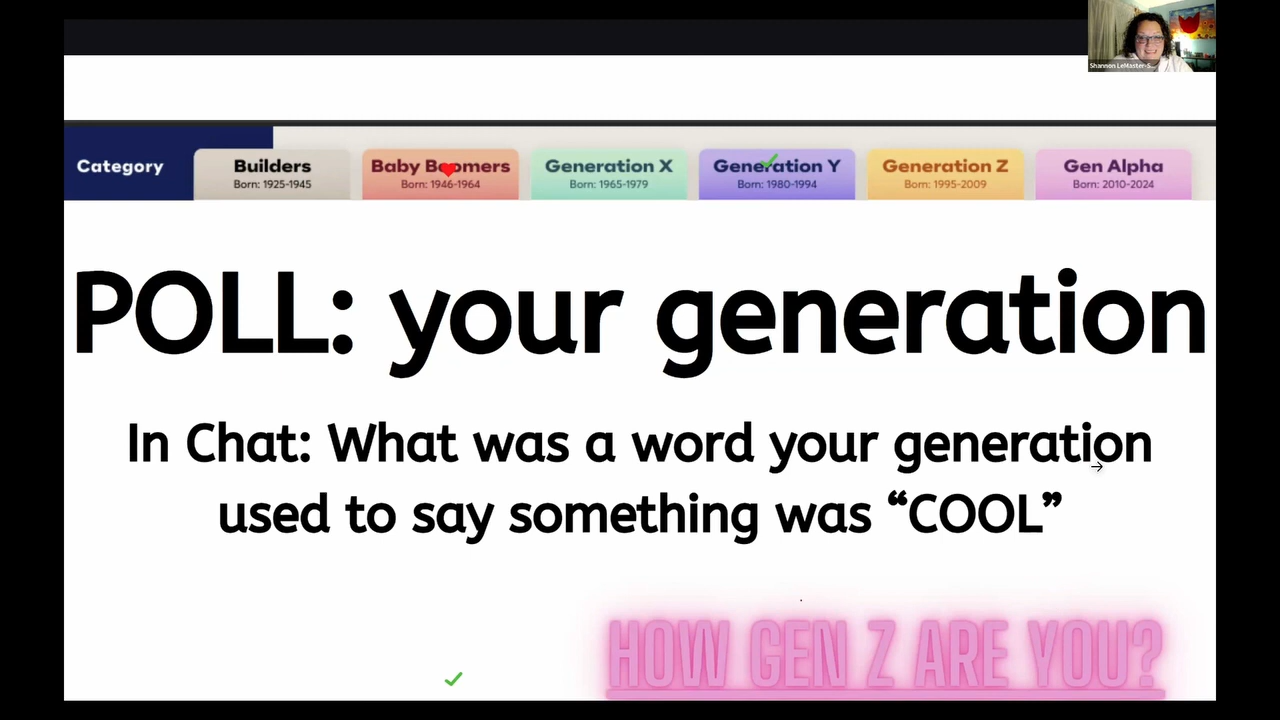 Shannon LeMaster-S...
Category
Builders
Born: 1925-1945
Baby Boomers
Born: 1946-1964
Generation X
Born: 1965-1979
Generation Y
Born: 1980-1994
Generation Z
Born: 1995-2009
Gen Alpha
Born: 2010-2024
POLL: your generation
In Chat: What was a word your generation
used to say something was “COOL”
HOW GEN Z ARE YOU?